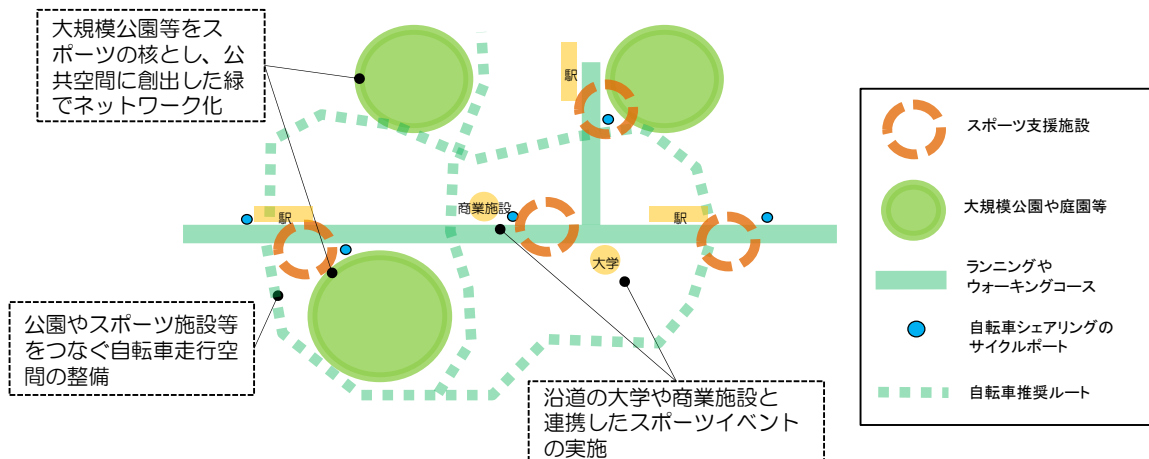 大規模公園等をス
ポーツの核とし、公
共空間に創出した緑
でネットワーク化
駅
駅
商業施設
駅
大学
公園やスポーツ施設等
をつなぐ自転車走行空
間の整備
沿道の大学や商業施設と
連携したスポーツイベント
の実施
スポーツ支援施設
大規模公園や庭園等
ランニングや
ウォーキングコース
自転車シェアリングの
サイクルポート
自転車推奨ルート